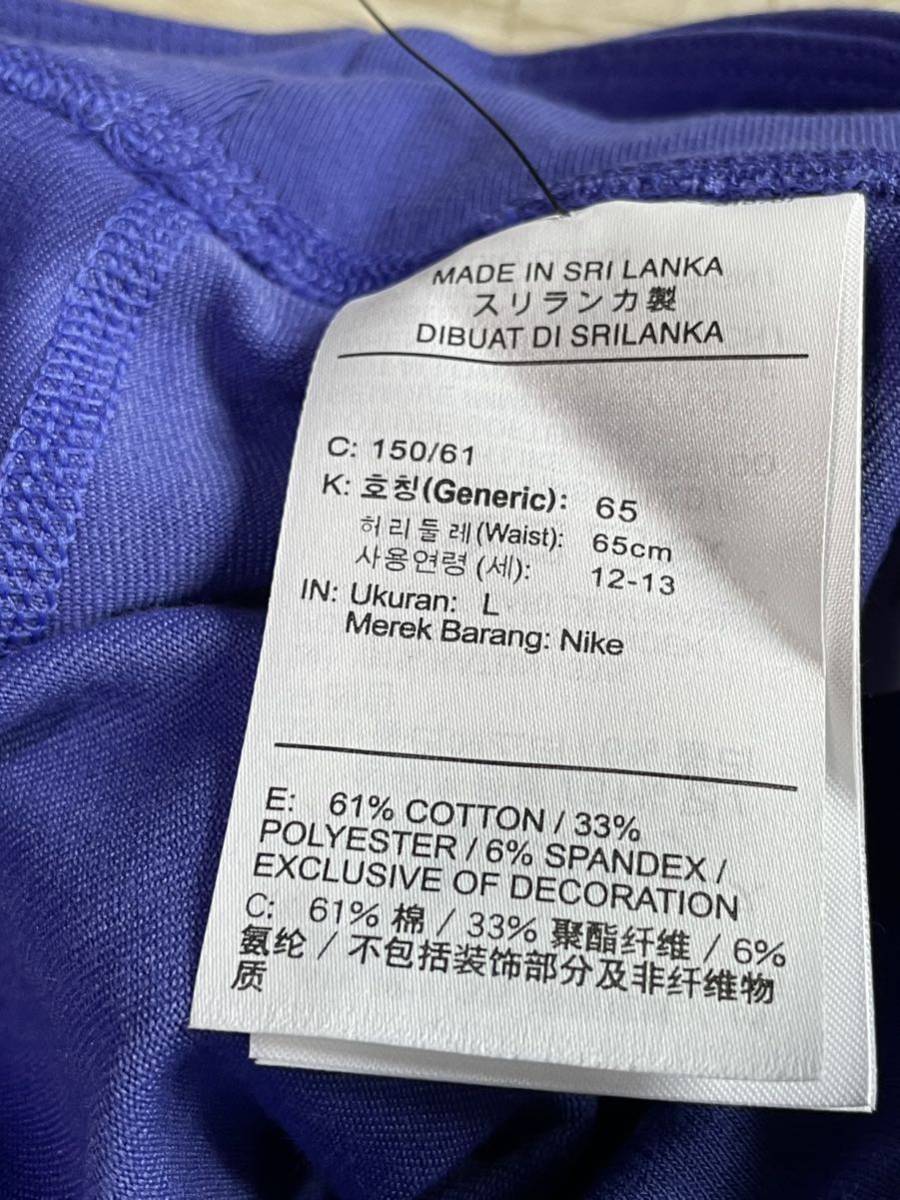 MADE IN SRI LANKA
スリランカ製
DIBUAT DI SRILANKA
C: 150/61
K: 호칭(Generic): 65
허리둘레(Waist): 65cm
사용연령(세): 12-13
IN: Ukuran: L
Merek Barang: Nike
E: 61% COTTON / 33%
POLYESTER / 6% SPANDEX /
EXCLUSIVE OF DECORATION
C: 61% 棉 / 33% 聚酯纤维 / 6%
氨纶 / 不包括装饰部分及非纤维物
质